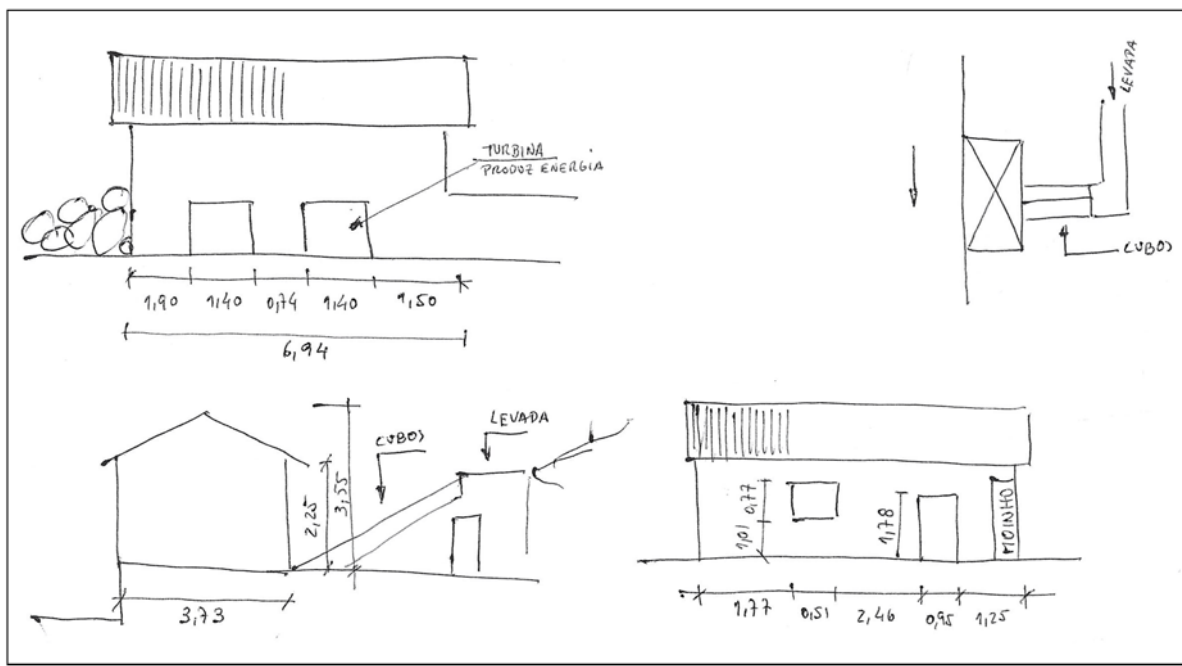 TURBINA
PRODUZ ENERGIA
1,90 1,40 0,74 1,40 1,50
6,94
LEVADA
CUBOS
CUBOS
LEVADA
2,25
3,55
3,73
1,01 0,77
1,78
MOINHO
1,77 0,51 2,46 0,95 1,25